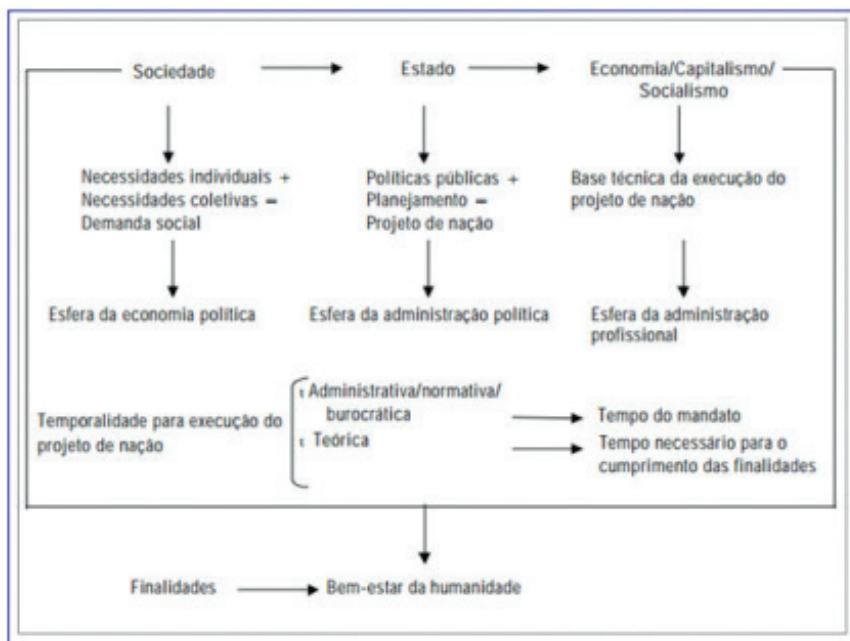 Sociedade
Estado
Economia/Capitalismo/
Socialismo
Necessidades individuais +
Necessidades coletivas =
Demanda social
Políticas públicas +
Planejamento =
Projeto de nação
Base técnica da execução do
projeto de nação
Esfera da economia política
Esfera da administração política
Esfera da administração
profissional
Temporalidade para execução do
projeto de nação
ι Administrativa/normativa/
burocrática
ι Teórica
Tempo do mandato
Tempo necessário para o
cumprimento das finalidades
Finalidades
Bem-estar da humanidade